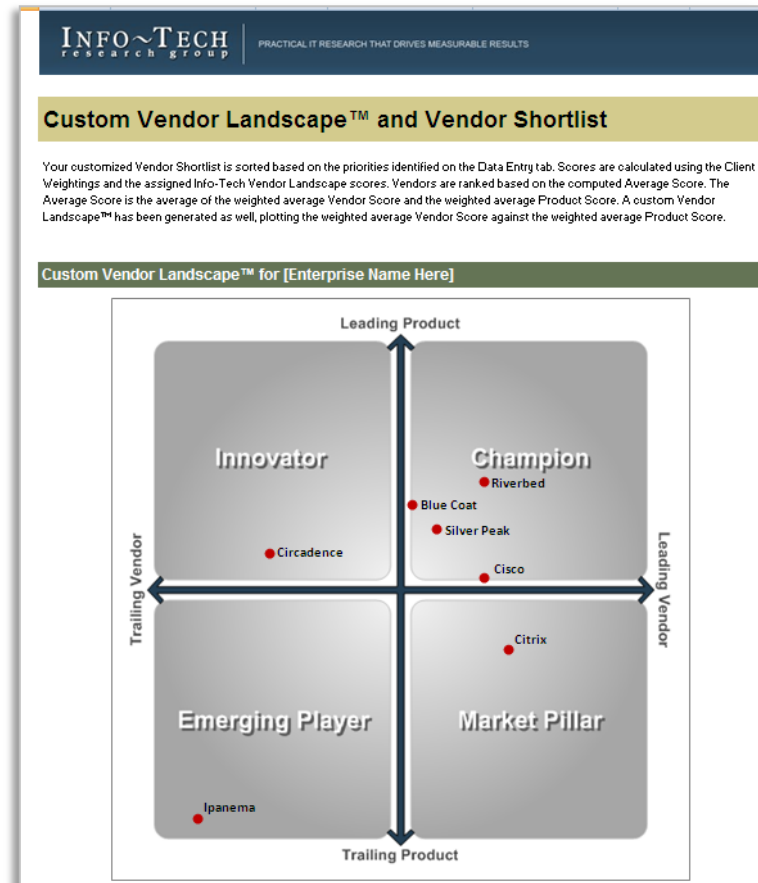 INFO~TECH
research group
PRACTICAL IT RESEARCH THAT DRIVES MEASURABLE RESULTS
Custom Vendor Landscape™ and Vendor Shortlist
Your customized Vendor Shortlist is sorted based on the priorities identified on the Data Entry tab. Scores are calculated using the Client
Weightings and the assigned Info-Tech Vendor Landscape scores. Vendors are ranked based on the computed Average Score. The
Average Score is the average of the weighted average Vendor Score and the weighted average Product Score. A custom Vendor
Landscape™ has been generated as well, plotting the weighted average Vendor Score against the weighted average Product Score.
Custom Vendor Landscape™ for [Enterprise Name Here]
Leading Product
Innovator
Champion
Riverbed
Blue Coat
Silver Peak
Circadence
Cisco
Trailing Vendor
Leading Vendor
Citrix
Emerging Player
Market Pillar
Ipanema
Trailing Product